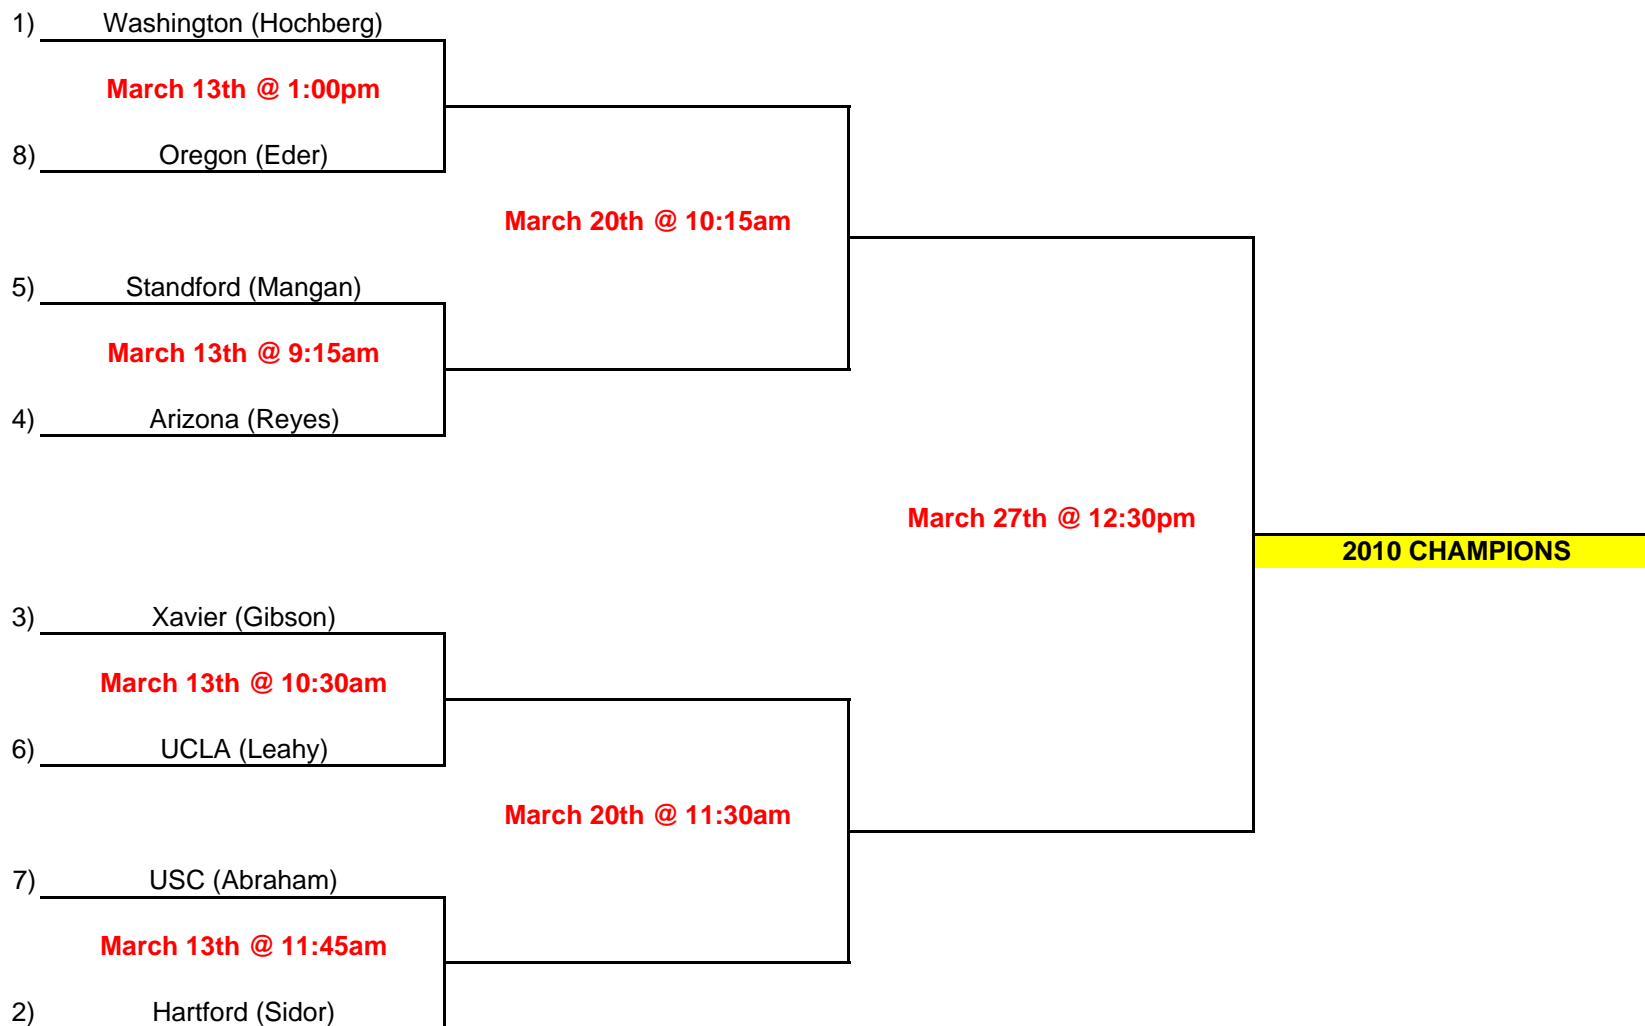 1) Washington (Hochberg)
March 13th @ 1:00pm
8) Oregon (Eder)
March 20th @ 10:15am
5) Standford (Mangan)
March 13th @ 9:15am
4) Arizona (Reyes)
March 27th @ 12:30pm
2010 CHAMPIONS
3) Xavier (Gibson)
March 13th @ 10:30am
6) UCLA (Leahy)
March 20th @ 11:30am
7) USC (Abraham)
March 13th @ 11:45am
2) Hartford (Sidor)